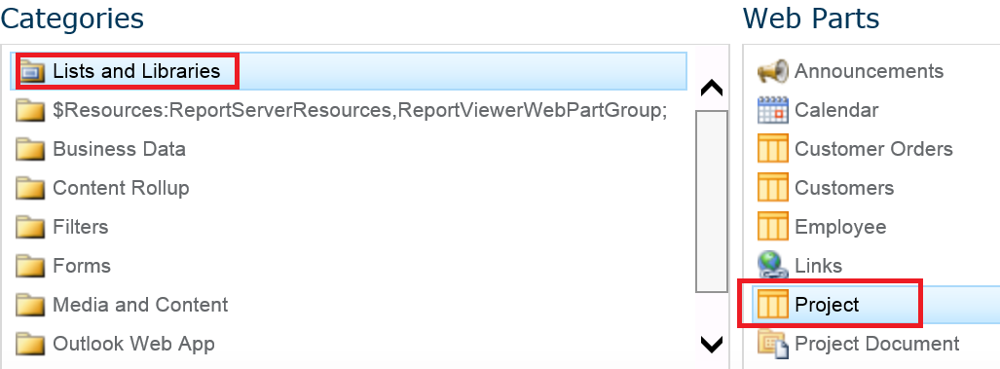 Categories
Lists and Libraries
$Resources:ReportServerResources,ReportViewerWebPartGroup;
Business Data
Content Rollup
Filters
Forms
Media and Content
Outlook Web App
Web Parts
Announcements
Calendar
Customer Orders
Customers
Employee
Links
Project
Project Document